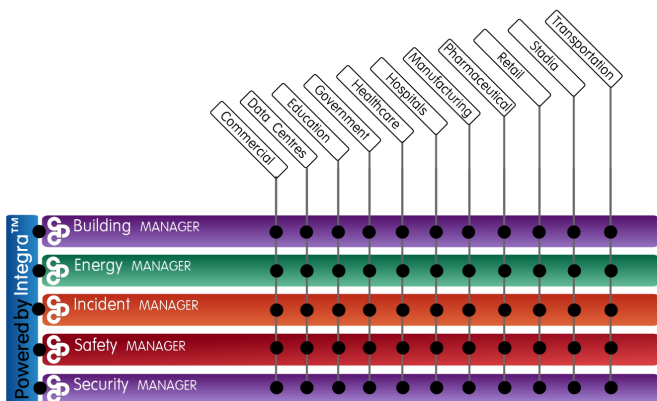 Commercial
Data Centres
Education
Government
Healthcare
Hospitals
Manufacturing
Pharmaceutical
Retail
Stadia
Transportation
Powered by Integra™
Building MANAGER
Energy MANAGER
Incident MANAGER
Safety MANAGER
Security MANAGER